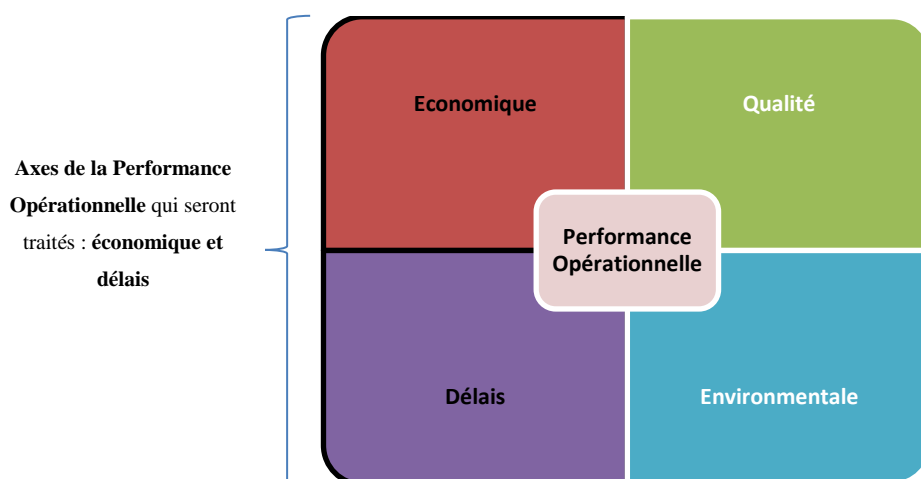 Axes de la Performance
Opérationnelle qui seront
traités : économique et
délais
Economique
Qualité
Performance
Opérationnelle
Délais
Environmentale